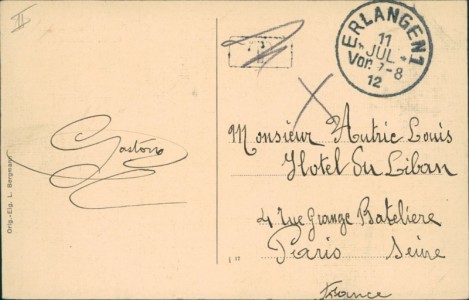 II
ERLANGEN 1
11
JUL
Vor. 7-8
12
Monsieur Autric Louis
Hotel du Liban
4 rue Grange Bateliere
Paris Seine
France
Gaston
Orig.-Eig. L. Bergmann